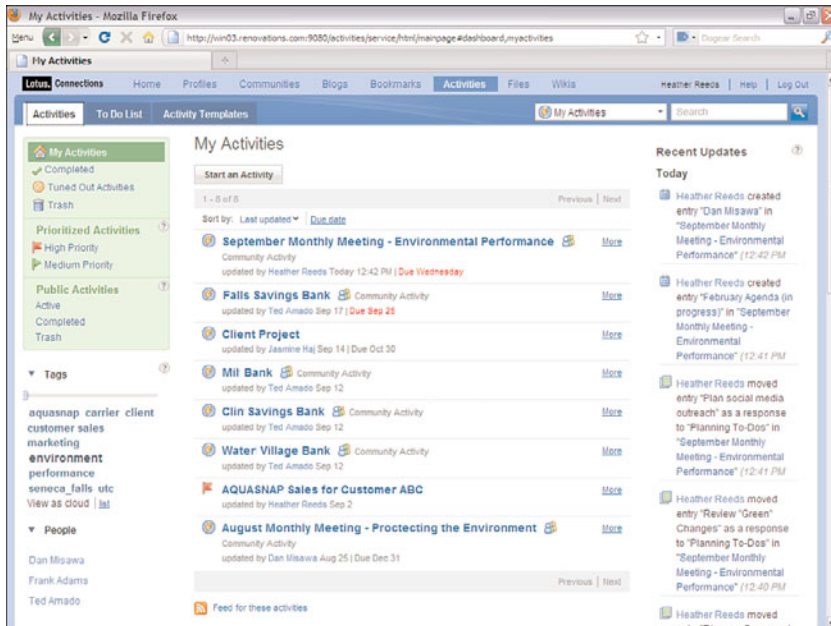 My Activities - Mozilla Firefox
Menu
http://win03.renovations.com:9080/activities/service/html/mainpage#dashboard,myactivities
Dogear Search
My Activities
Lotus. Connections Home Profiles Communities Blogs Bookmarks Activities Files Wikis Heather Reeds | Help | Log Out
Activities To Do List Activity Templates
My Activities
Search
My Activities
Completed
Tuned Out Activities
Trash
Prioritized Activities
High Priority
Medium Priority
Public Activities
Active
Completed
Trash
Tags
aquasnap carrier client
customer sales
marketing
environment
performance
seneca_falls utc
View as cloud | list
People
Dan Misawa
Frank Adams
Ted Amado
My Activities
Start an Activity
1 - 8 of 8 Previous | Next
Sort by: Last updated Due date
September Monthly Meeting - Environmental Performance More
Community Activity
updated by Heather Reeds Today 12:42 PM | Due Wednesday
Falls Savings Bank Community Activity More
updated by Ted Amado Sep 17 | Due Sep 25
Client Project More
updated by Jasmine Haj Sep 14 | Due Oct 30
Mil Bank Community Activity More
updated by Ted Amado Sep 12
Clin Savings Bank Community Activity More
updated by Ted Amado Sep 12
Water Village Bank Community Activity More
updated by Ted Amado Sep 12
AQUASNAP Sales for Customer ABC More
updated by Heather Reeds Sep 2
August Monthly Meeting - Proctecting the Environment More
Community Activity
updated by Dan Misawa Aug 25 | Due Dec 31
Previous | Next
Feed for these activities
Recent Updates
Today
Heather Reeds created
entry "Dan Misawa" in
"September Monthly
Meeting - Environmental
Performance" (12:42 PM
Heather Reeds created
entry "February Agenda (in
progress)" in "September
Monthly Meeting -
Environmental
Performance" (12:41 PM
Heather Reeds moved
entry "Plan social media
outreach" as a response
to "Planning To-Dos" in
"September Monthly
Meeting - Environmental
Performance" (12:41 PM
Heather Reeds moved
entry "Review "Green"
Changes" as a response
to "Planning To-Dos" in
"September Monthly
Meeting - Environmental
Performance" (12:40 PM
Heather Reeds moved